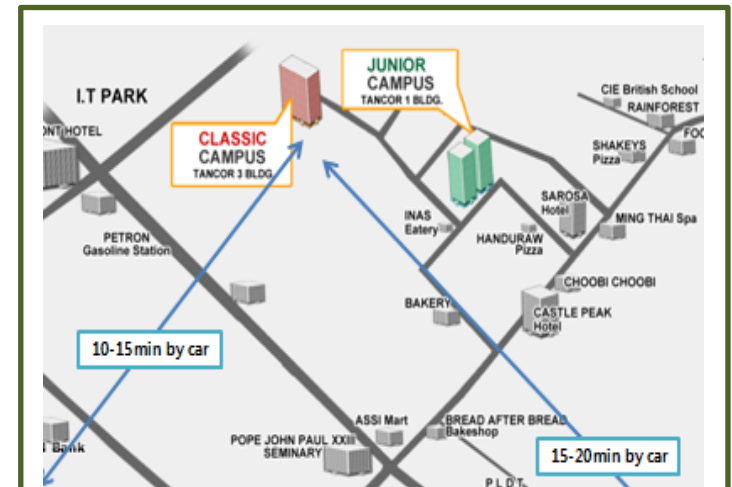 JUNIOR
CAMPUS
TANCOR 1 BLDG.
I.T PARK
CIE British School
RAINFOREST
CLASSIC
CAMPUS
TANCOR 3 BLDG.
SHAKEYS
Pizza
HOTEL
SAROSA
Hotel
INAS
Eatery
MING THAI Spa
PETRON
Gasoline Station
HANDURAW
Pizza
CHOOBI CHOOBI
BAKERY
CASTLE PEAK
Hotel
10-15min by car
ASSI Mart
BREAD AFTER BREAD
Bakeshop
POPE JOHN PAUL XXIII
SEMINARY
Bank
15-20min by car
P L D T